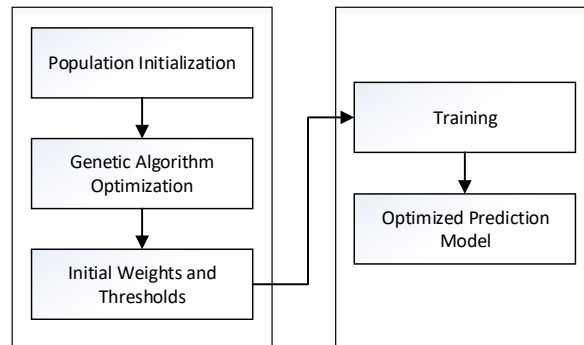 Population Initialization
Genetic Algorithm
Optimization
Initial Weights and
Thresholds
Training
Optimized Prediction
Model